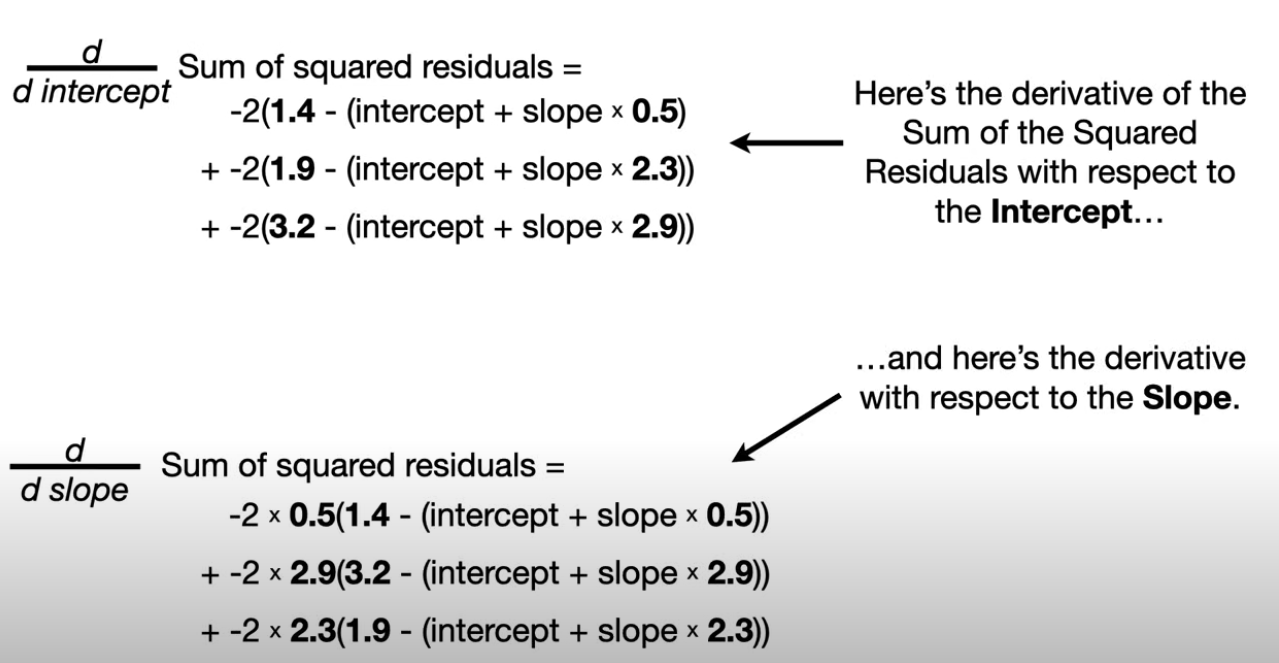 d
d intercept
Sum of squared residuals =
-2(1.4 - (intercept + slope × 0.5)
+ -2(1.9 - (intercept + slope × 2.3))
+ -2(3.2 - (intercept + slope × 2.9))
Here's the derivative of the
Sum of the Squared
Residuals with respect to
the Intercept…
…and here's the derivative
with respect to the Slope.
d
d slope
Sum of squared residuals =
-2 × 0.5(1.4 - (intercept + slope × 0.5))
+ -2 × 2.9(3.2 - (intercept + slope × 2.9))
+ -2 × 2.3(1.9 - (intercept + slope × 2.3))